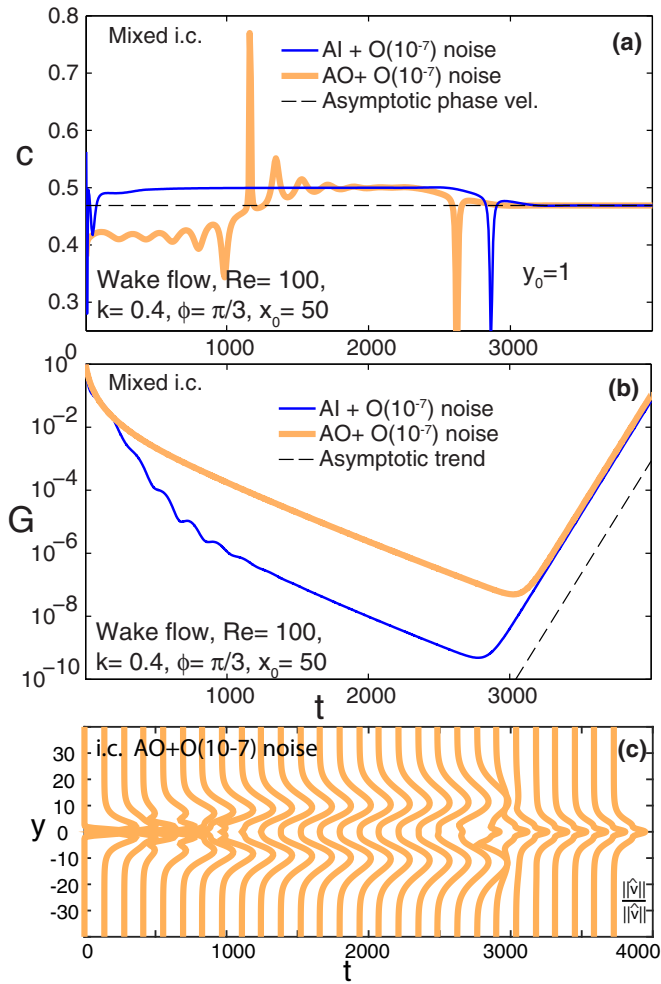 0.8
Mixed i.c.
(a)
AI + O(10⁻⁷) noise
0.7
AO+ O(10⁻⁷) noise
Asymptotic phase vel.
0.6
c
0.5
0.4
Wake flow, Re= 100,
y₀=1
0.3
k= 0.4, ϕ= π/3, x₀= 50
1000 2000 3000
10⁰
Mixed i.c.
(b)
AI + O(10⁻⁷) noise
10⁻²
AO+ O(10⁻⁷) noise
Asymptotic trend
10⁻⁴
G
10⁻⁶
10⁻⁸
Wake flow, Re= 100,
k= 0.4, ϕ= π/3, x₀= 50
10⁻¹⁰
1000 2000 3000
t
i.c. AO+O(10-7) noise
(c)
30
20
10
y 0
-10
-20
||v̂||
||v̂||
-30
0 1000 2000 3000 4000
t